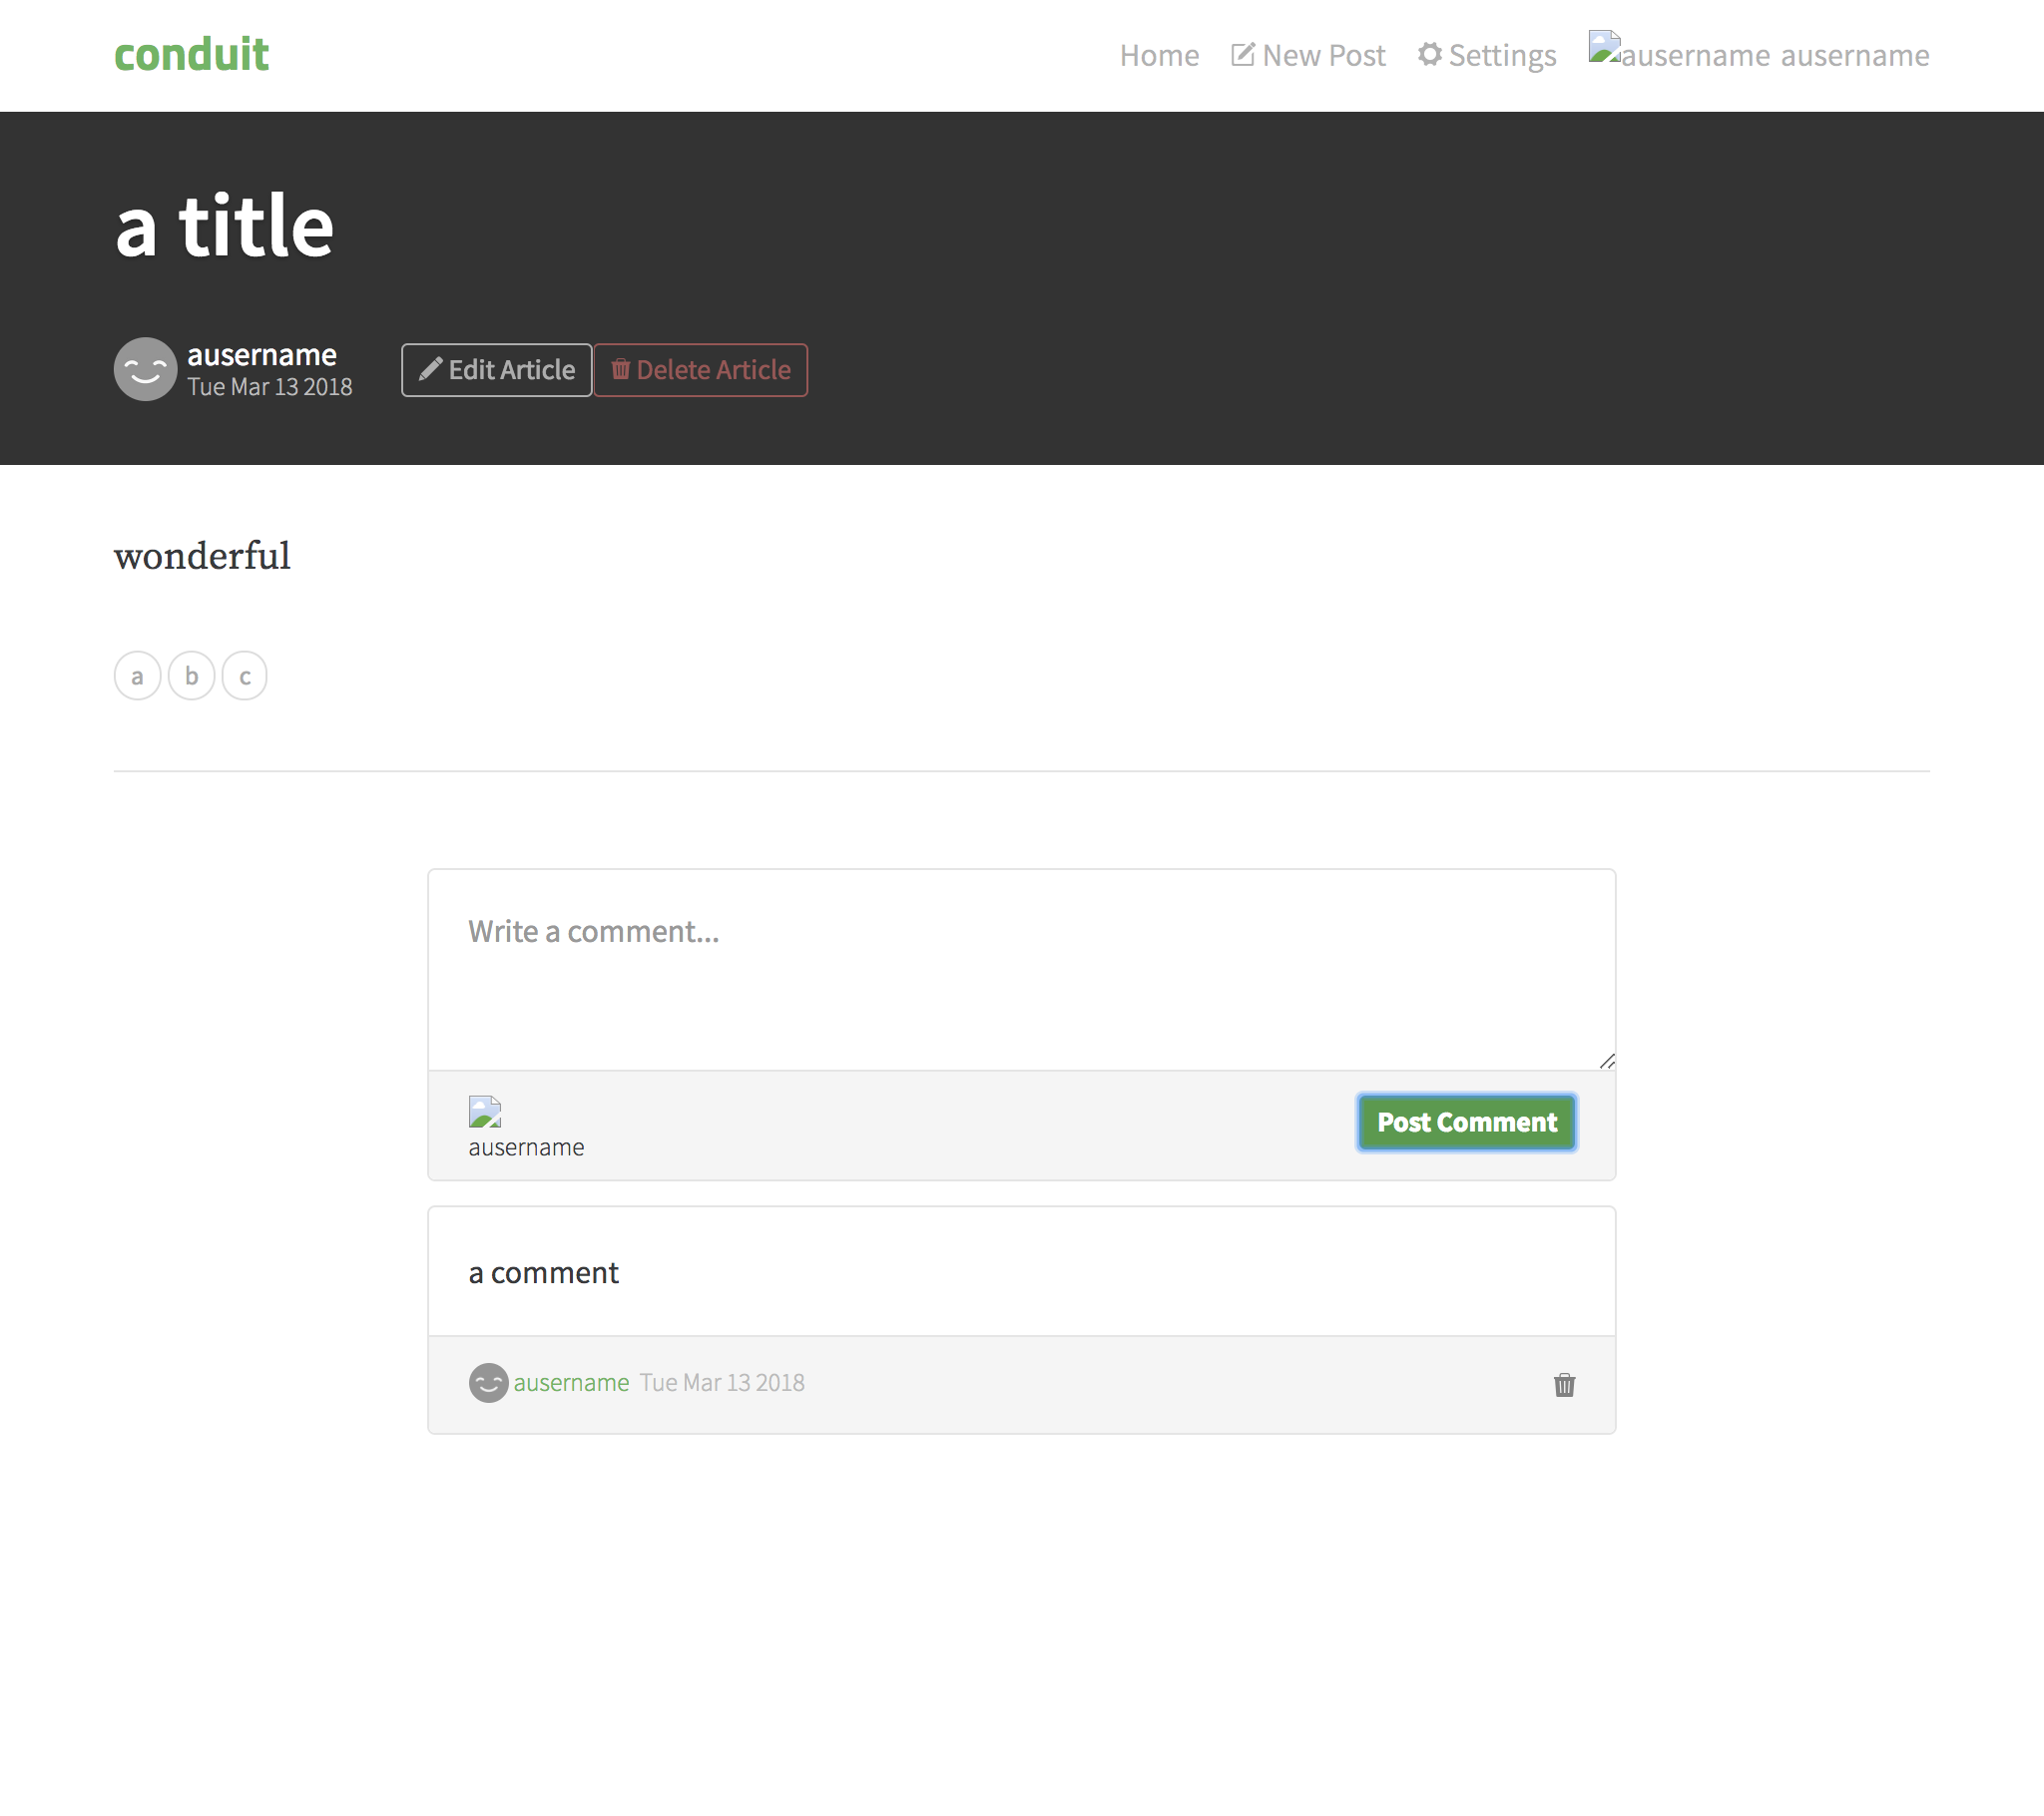 conduit
Home New Post Settings ausername ausername
a title
ausername
Tue Mar 13 2018
Edit Article Delete Article
wonderful
a b c
Write a comment...
ausername
Post Comment
a comment
ausername Tue Mar 13 2018